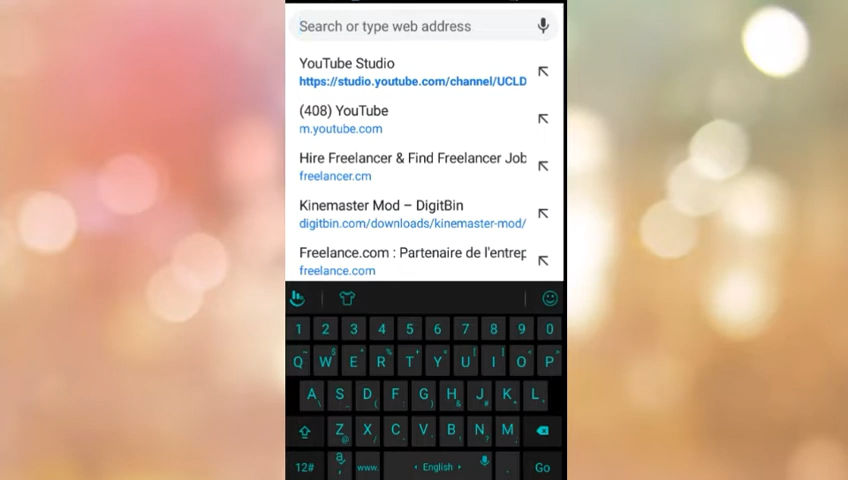 Search or type web address
YouTube Studio
https://studio.youtube.com/channel/UCLD
(408) YouTube
m.youtube.com
Hire Freelancer & Find Freelancer Job
freelancer.cm
Kinemaster Mod – DigitBin
digitbin.com/downloads/kinemaster-mod/
Freelance.com : Partenaire de l'entrep
freelance.com
1 2 3 4 5 6 7 8 9 0
Q W E R T Y U I O P
A S D F G H J K L
Z X C V B N M
12# a , www. English . Go